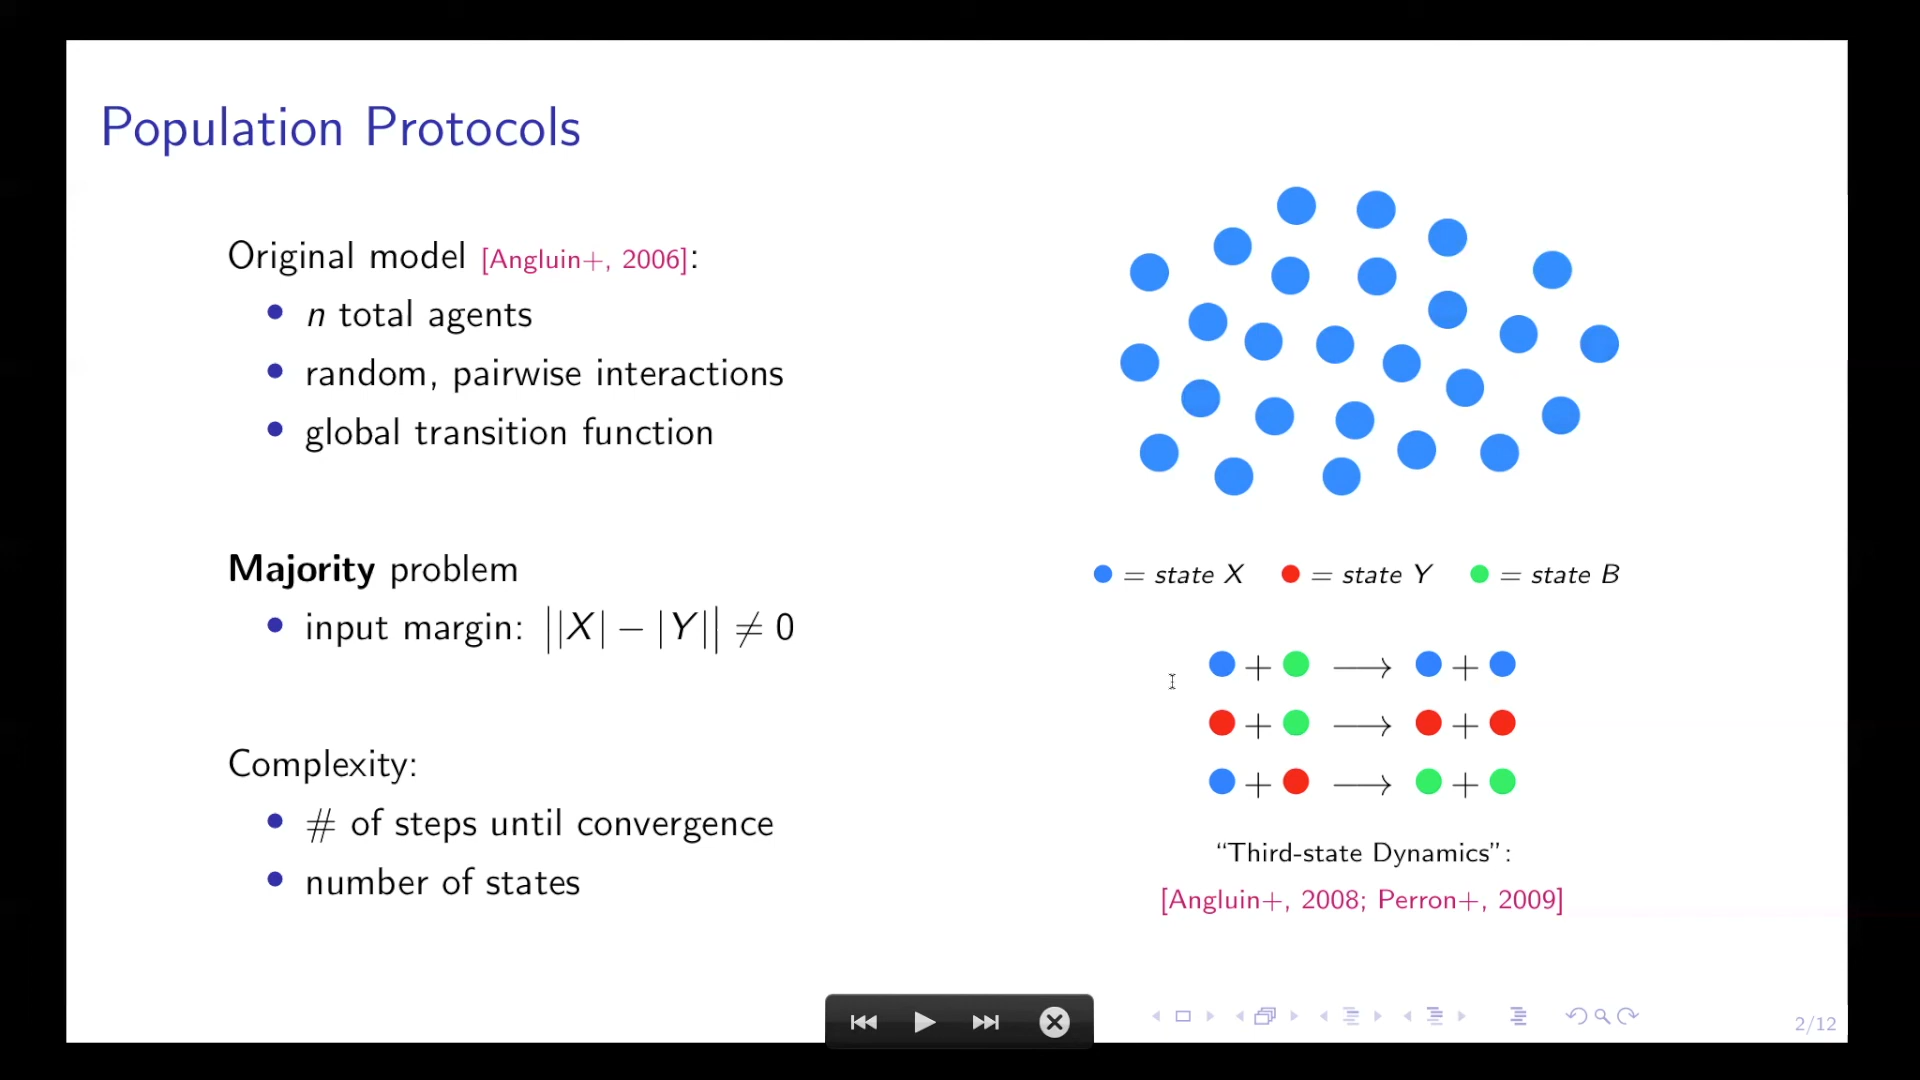 Population Protocols
Original model [Angluin+, 2006]:
• n total agents
• random, pairwise interactions
• global transition function
Majority problem
• input margin: ||X| − |Y|| ≠ 0
Complexity:
• # of steps until convergence
• number of states
= state X = state Y = state B
+ ⟶ +
+ ⟶ +
+ ⟶ +
“Third-state Dynamics”:
[Angluin+, 2008; Perron+, 2009]
2/12